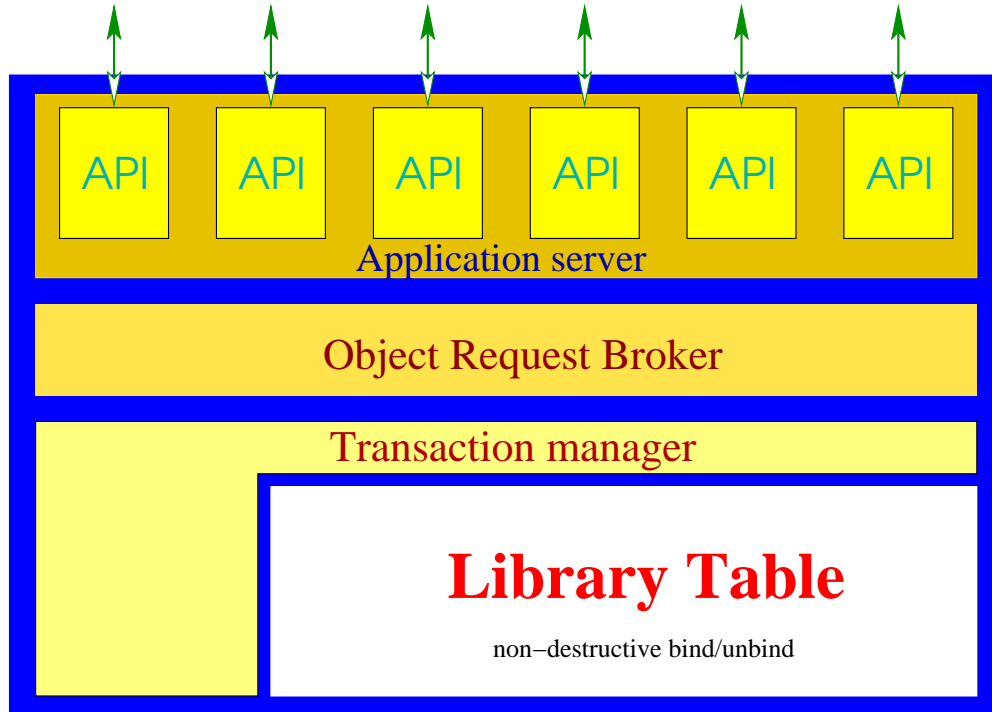 API API API API API API
Application server
Object Request Broker
Transaction manager
Library Table
non−destructive bind/unbind